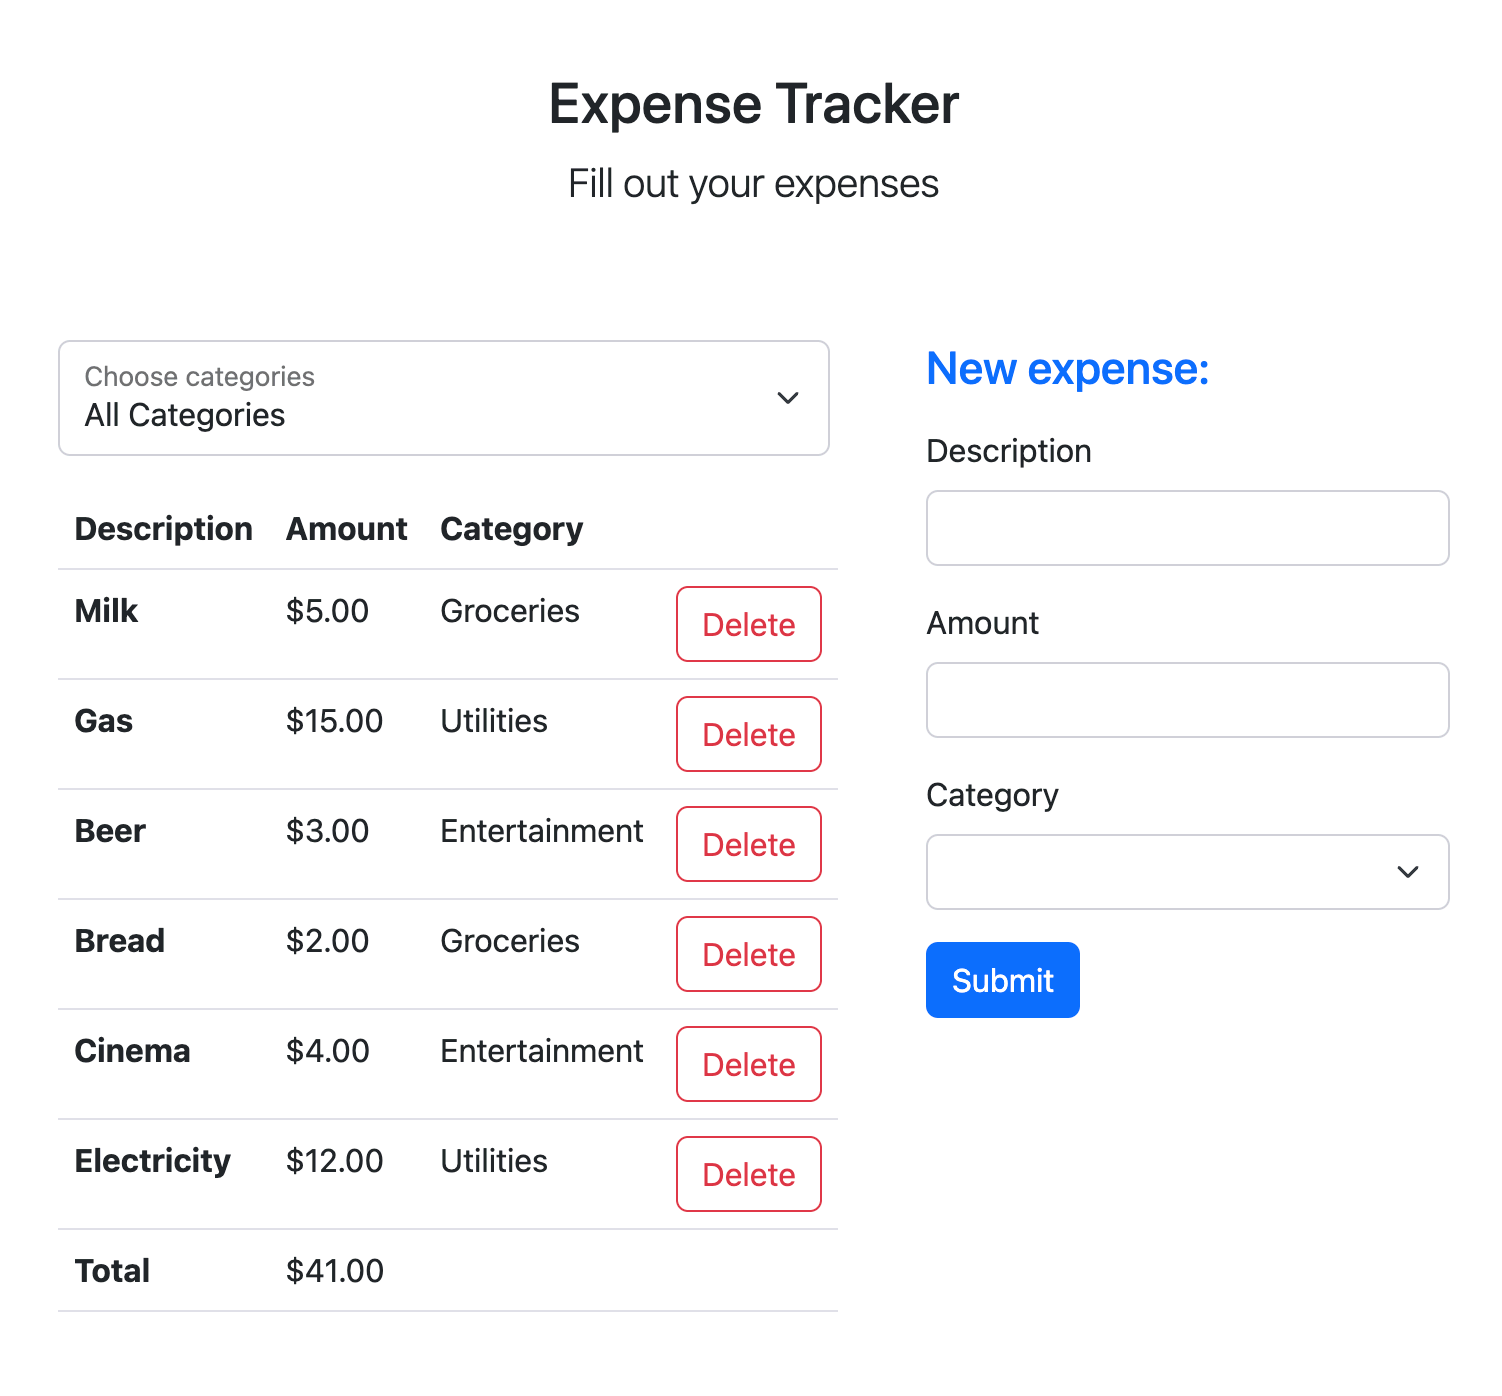 Expense Tracker
Fill out your expenses
Choose categories
All Categories
Description Amount Category
Milk $5.00 Groceries Delete
Gas $15.00 Utilities Delete
Beer $3.00 Entertainment Delete
Bread $2.00 Groceries Delete
Cinema $4.00 Entertainment Delete
Electricity $12.00 Utilities Delete
Total $41.00
New expense:
Description
Amount
Category
Submit